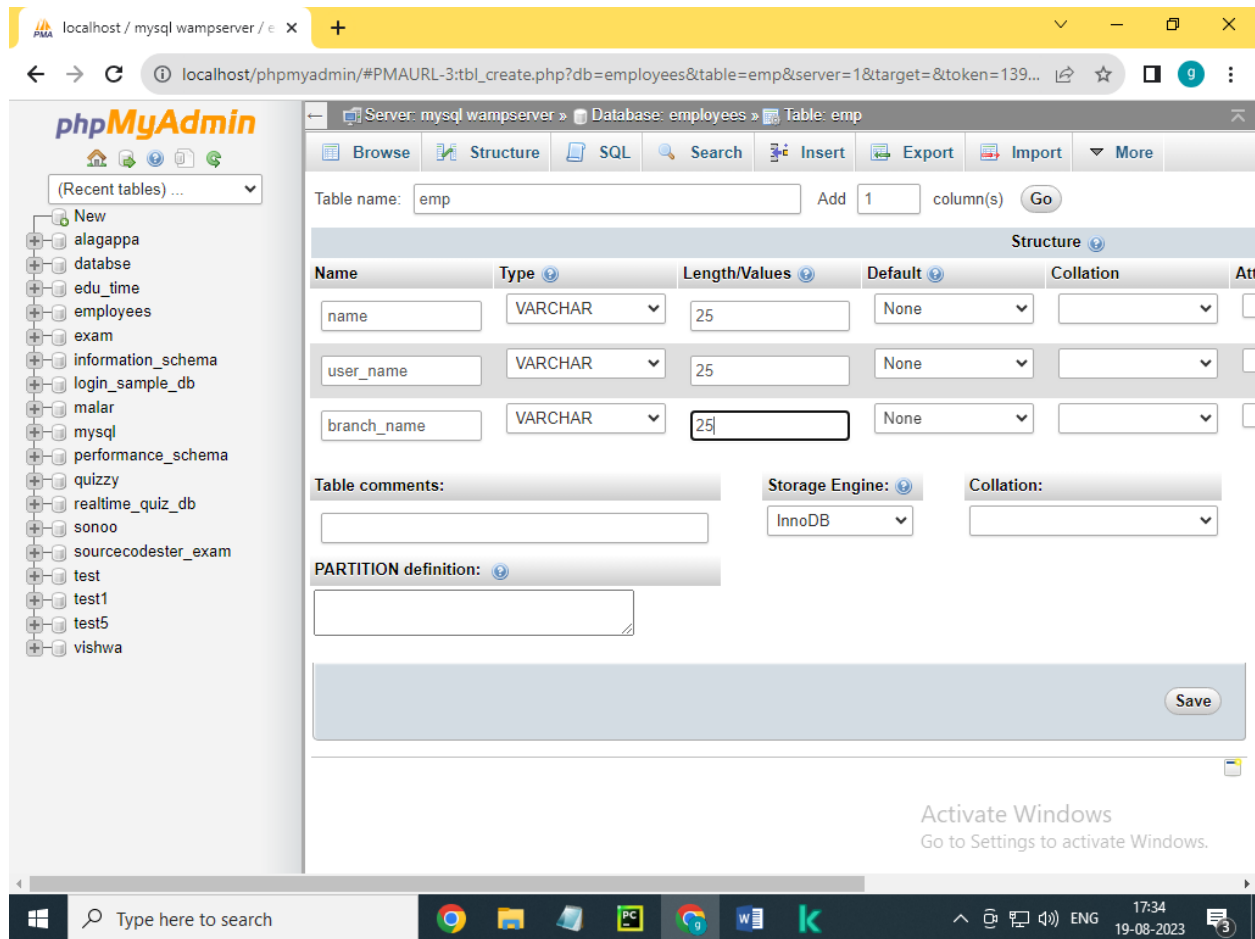 PMA localhost / mysql wampserver / e
localhost/phpmyadmin/#PMAURL-3:tbl_create.php?db=employees&table=emp&server=1&target=&token=139... g
phpMyAdmin
(Recent tables) ...
New
alagappa
databse
edu_time
employees
exam
information_schema
login_sample_db
malar
mysql
performance_schema
quizzy
realtime_quiz_db
sonoo
sourcecodester_exam
test
test1
test5
vishwa
Server: mysql wampserver » Database: employees » Table: emp
Browse Structure SQL Search Insert Export Import More
Table name: emp Add 1 column(s) Go
Structure
Name Type Length/Values Default Collation Att
name VARCHAR 25 None
user_name VARCHAR 25 None
branch_name VARCHAR 25 None
Table comments: Storage Engine: Collation:
InnoDB
PARTITION definition:
Save
Activate Windows
Go to Settings to activate Windows.
Type here to search PC g W k ENG 17:34
19-08-2023 3